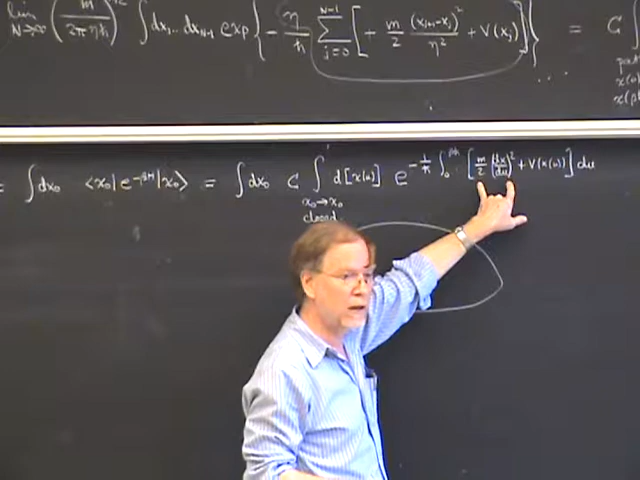 lim N→∞ (m/2πηħ)^N/2 ∫dx₁...dx_N-1 exp{-η/ħ Σ_{j=0}^{N-1} [+ m/2 (x_{j+1}-x_j)²/η² + V(x_j)]} = C ∫
= ∫dx₀ <x₀|e^{-βH}|x₀> = ∫dx₀ C ∫ d[x(u)] e^{-1/ħ ∫₀^{βħ} [m/2 (dx/du)² + V(x(u))] du}
x₀→x₀
closed